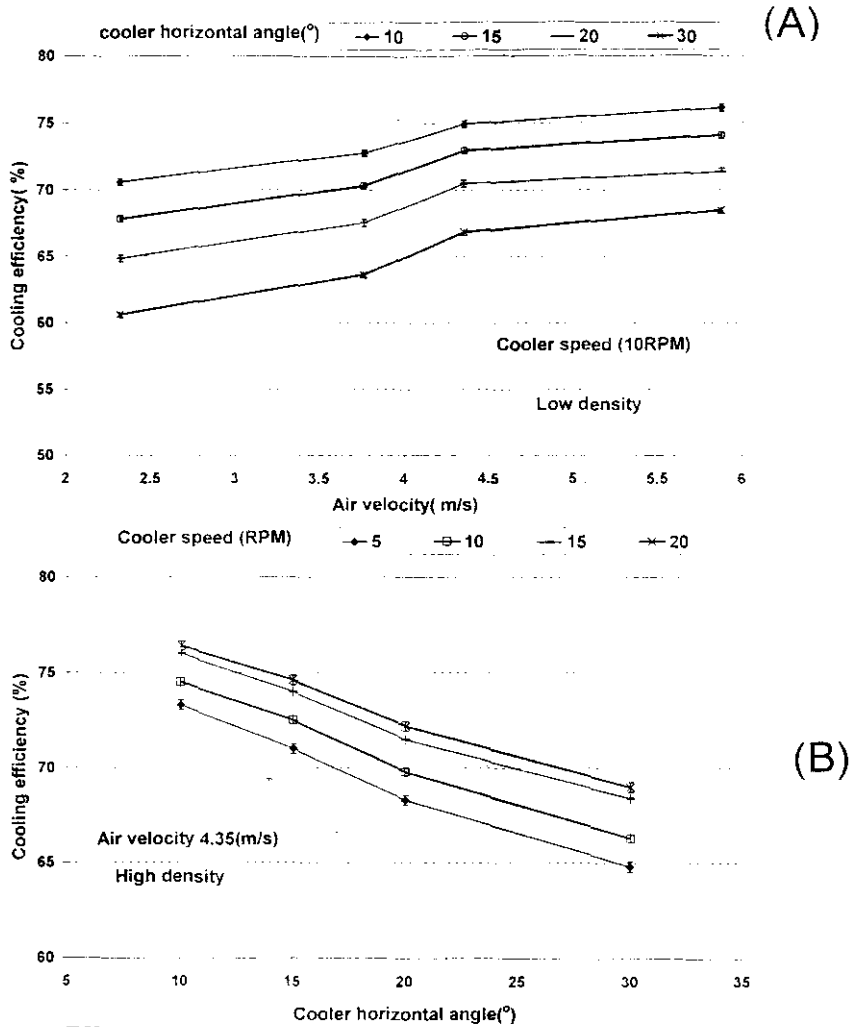 (A)
cooler horizontal angle(°) 10 15 20 30
80
75
70
65
60
55
50
Cooling efficiency( %)
Cooler speed (10RPM)
Low density
2 2.5 3 3.5 4 4.5 5 5.5 6
Air velocity( m/s)
Cooler speed (RPM) 5 10 15 20
80
75
70
65
60
Cooling efficiency (%)
(B)
Air velocity 4.35(m/s)
High density
5 10 15 20 25 30 35
Cooler horizontal angle(°)